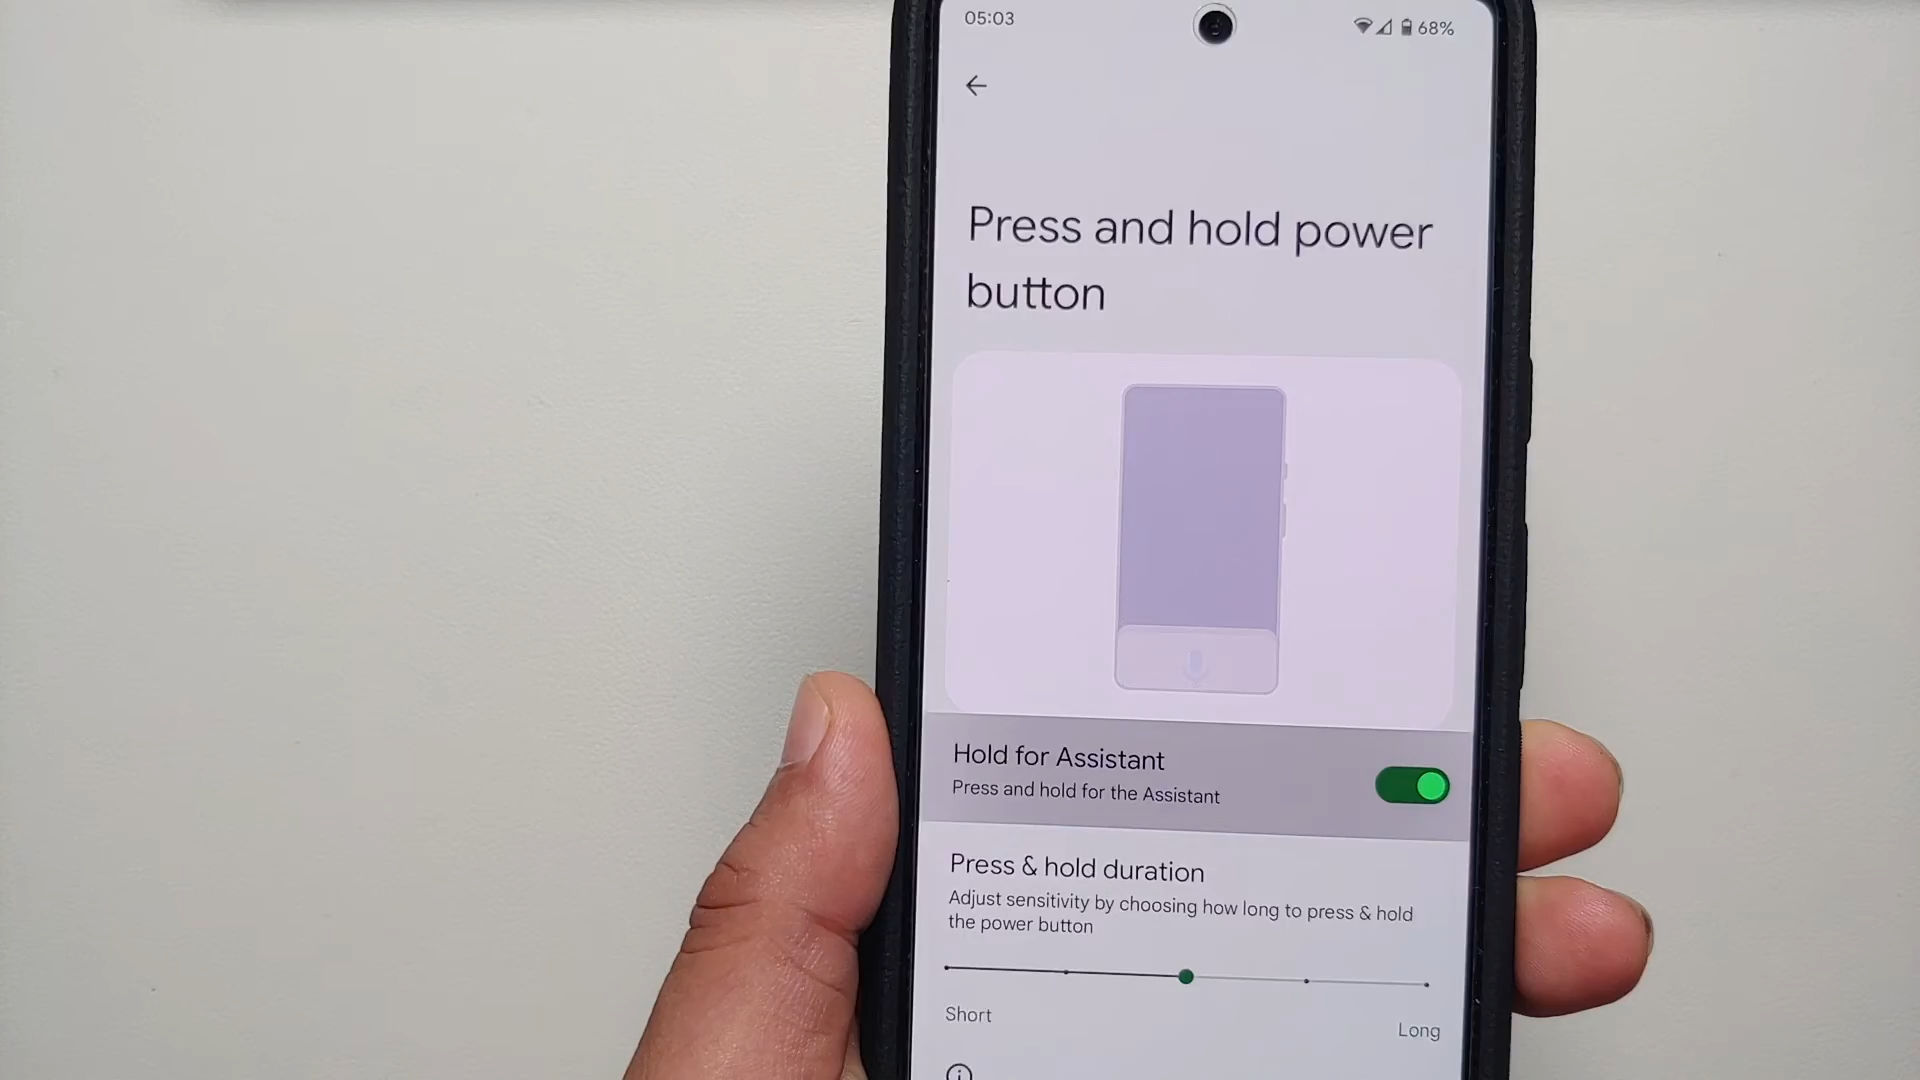 05:03
68%
Press and hold power
button
Hold for Assistant
Press and hold for the Assistant
Press & hold duration
Adjust sensitivity by choosing how long to press & hold
the power button
Short
Long